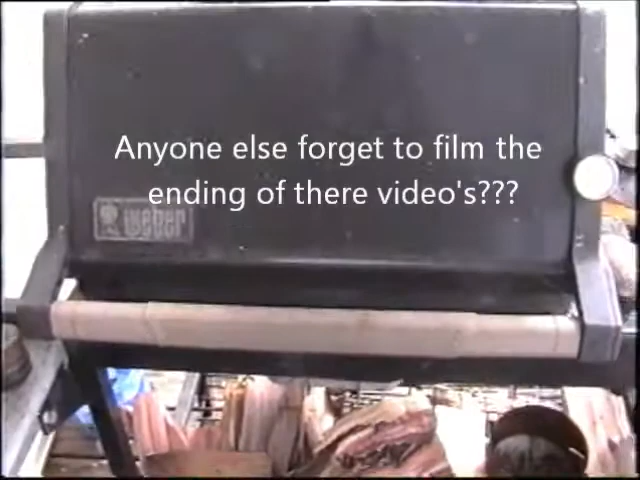 Anyone else forget to film the
ending of there video's???
weber